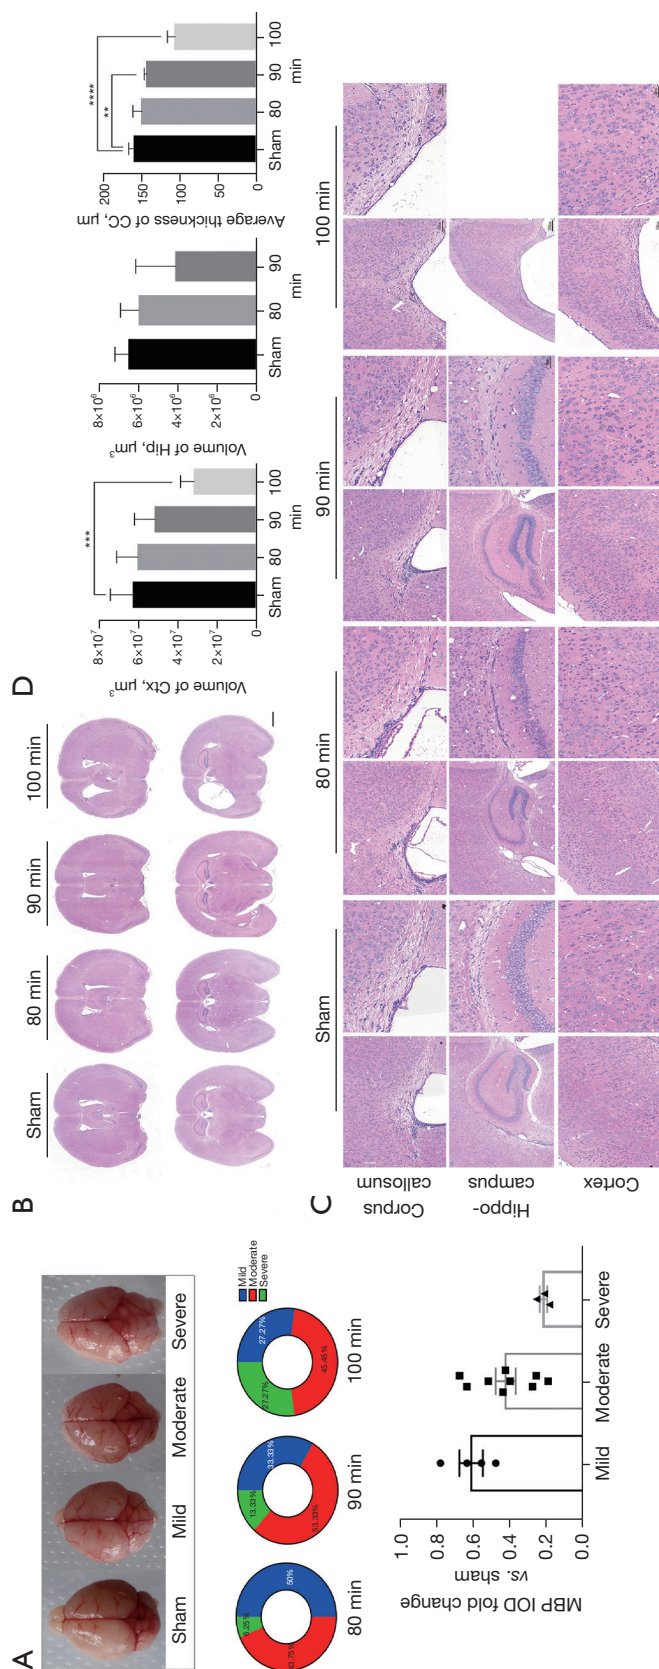 A
Sham
Mild
Moderate
Severe
6.25%
50%
43.75%
80 min
13.33%
33.33%
53.33%
90 min
27.27%
27.27%
45.45%
100 min
Mild
Moderate
Severe
MBP IOD fold change
vs. sham
1.0
0.8
0.6
0.4
0.2
0.0
Mild
Moderate
Severe
B
Sham
80 min
90 min
100 min
D
Volume of Ctx, μm³
8×10⁷
6×10⁷
4×10⁷
2×10⁷
0
***
Sham
80
90
100
min
Volume of Hip, μm³
8×10⁶
6×10⁶
4×10⁶
2×10⁶
0
Sham
80
90
min
Average thickness of CC, μm
200
150
100
50
0
****
**
Sham
80
90
100
min
C
Sham
80 min
90 min
100 min
Corpus
callosum
Hippo-
campus
Cortex